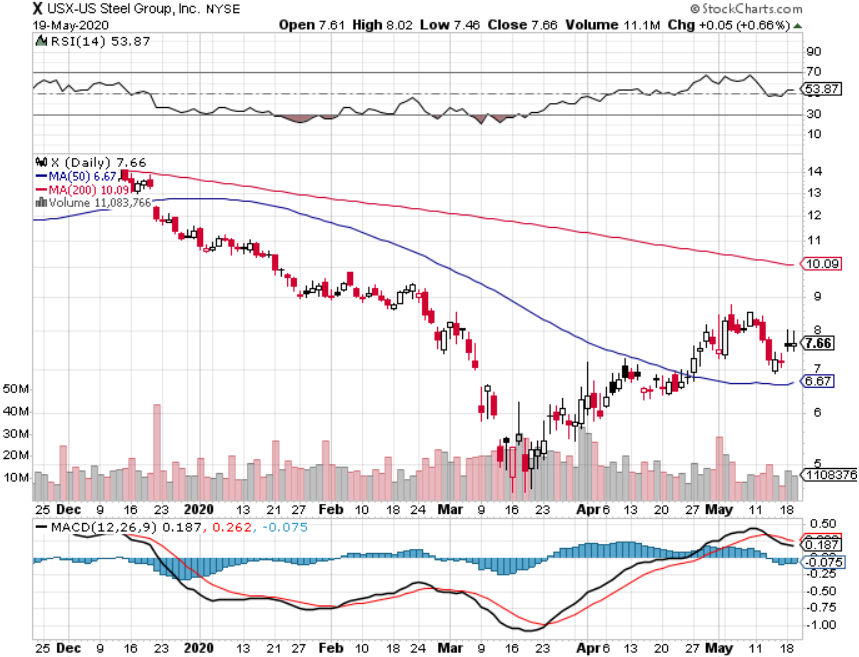 X USX-US Steel Group, Inc. NYSE © StockCharts.com
19-May-2020 Open 7.61 High 8.02 Low 7.46 Close 7.66 Volume 11.1M Chg +0.05 (+0.66%)
RSI(14) 53.87
90
70
53.87
30
10
X (Daily) 7.66
MA(50) 6.67
MA(200) 10.09
Volume 11,083,766
14
13
12
11
10.09
9
8
7.66
7
6.67
6
5
1108376
50M
40M
30M
20M
10M
25 Dec 9 16 23 2020 13 21 27 Feb 10 18 24 Mar 9 16 23 Apr 6 13 20 27 May 11 18
MACD(12,26,9) 0.187, 0.262, -0.075
0.50
0.187
-0.075
-0.25
-0.50
-0.75
-1.00
25 Dec 9 16 23 2020 13 21 27 Feb 10 18 24 Mar 9 16 23 Apr 6 13 20 27 May 11 18